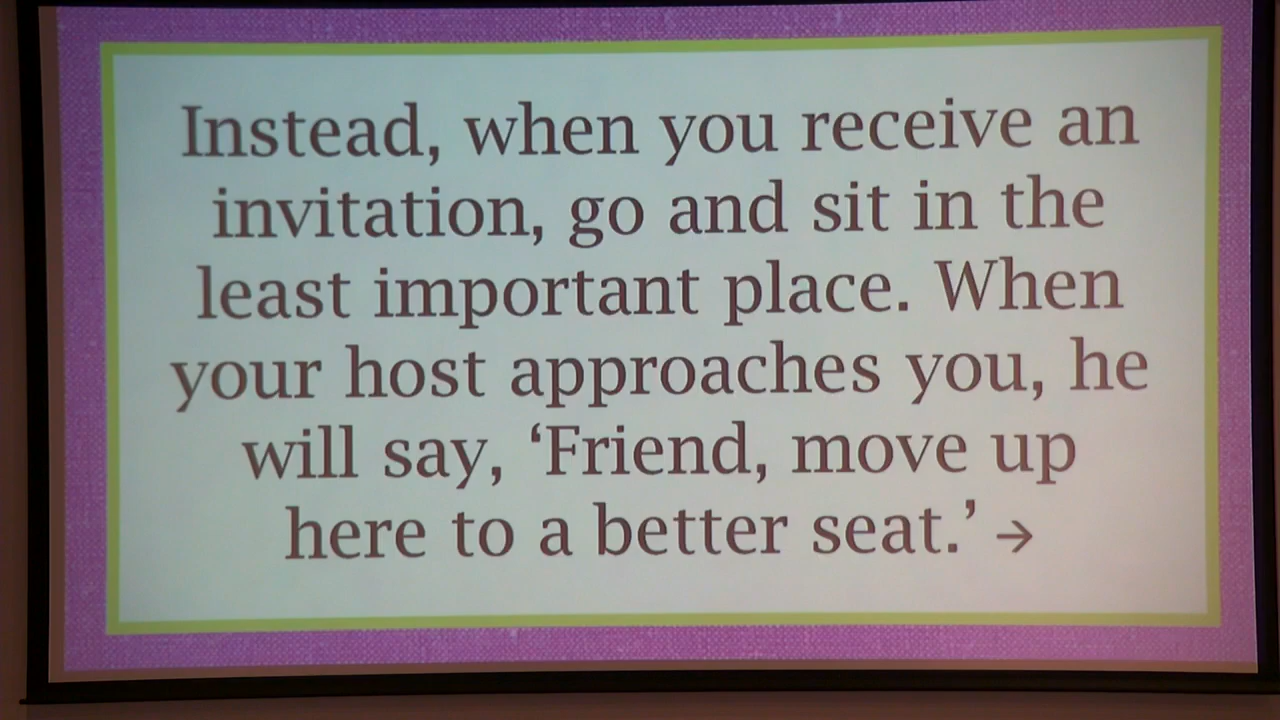 Instead, when you receive an
invitation, go and sit in the
least important place. When
your host approaches you, he
will say, ‘Friend, move up
here to a better seat.’ →